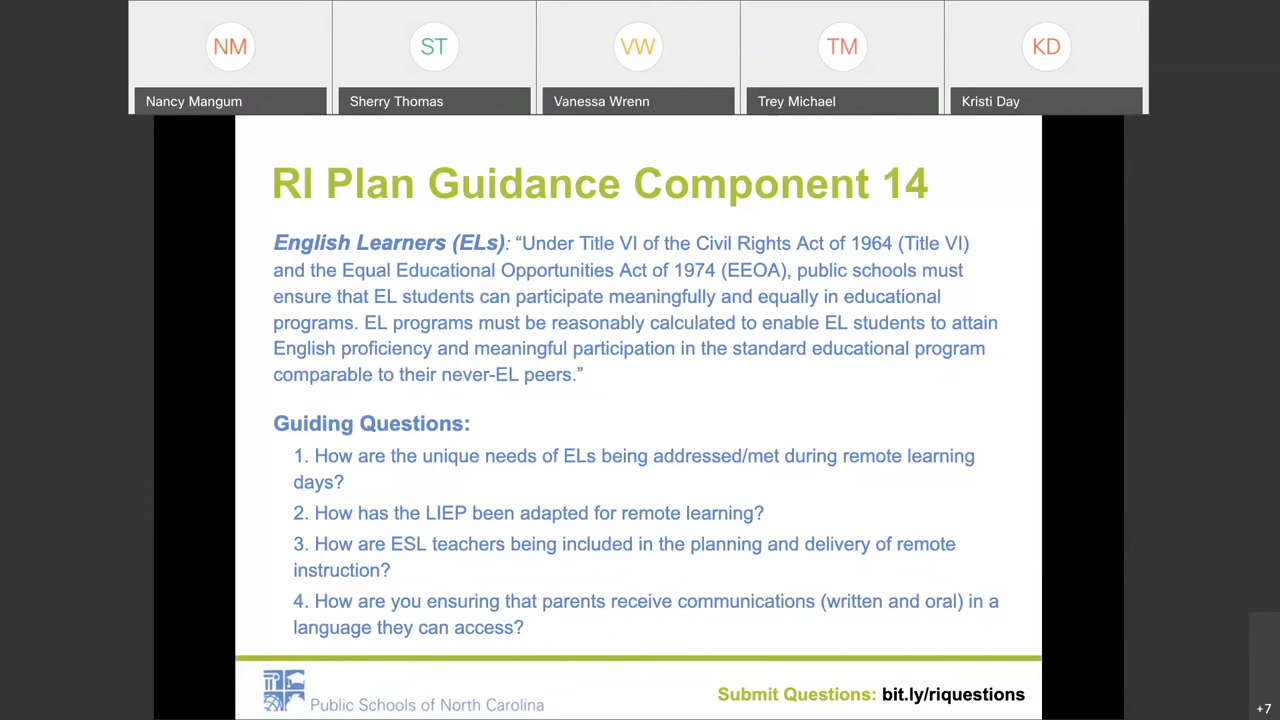 NM
ST
VW
TM
KD
Nancy Mangum
Sherry Thomas
Vanessa Wrenn
Trey Michael
Kristi Day
RI Plan Guidance Component 14
English Learners (ELs): “Under Title VI of the Civil Rights Act of 1964 (Title VI)
and the Equal Educational Opportunities Act of 1974 (EEOA), public schools must
ensure that EL students can participate meaningfully and equally in educational
programs. EL programs must be reasonably calculated to enable EL students to attain
English proficiency and meaningful participation in the standard educational program
comparable to their never-EL peers.”
Guiding Questions:
1. How are the unique needs of ELs being addressed/met during remote learning
days?
2. How has the LIEP been adapted for remote learning?
3. How are ESL teachers being included in the planning and delivery of remote
instruction?
4. How are you ensuring that parents receive communications (written and oral) in a
language they can access?
Public Schools of North Carolina
Submit Questions: bit.ly/riquestions
+7